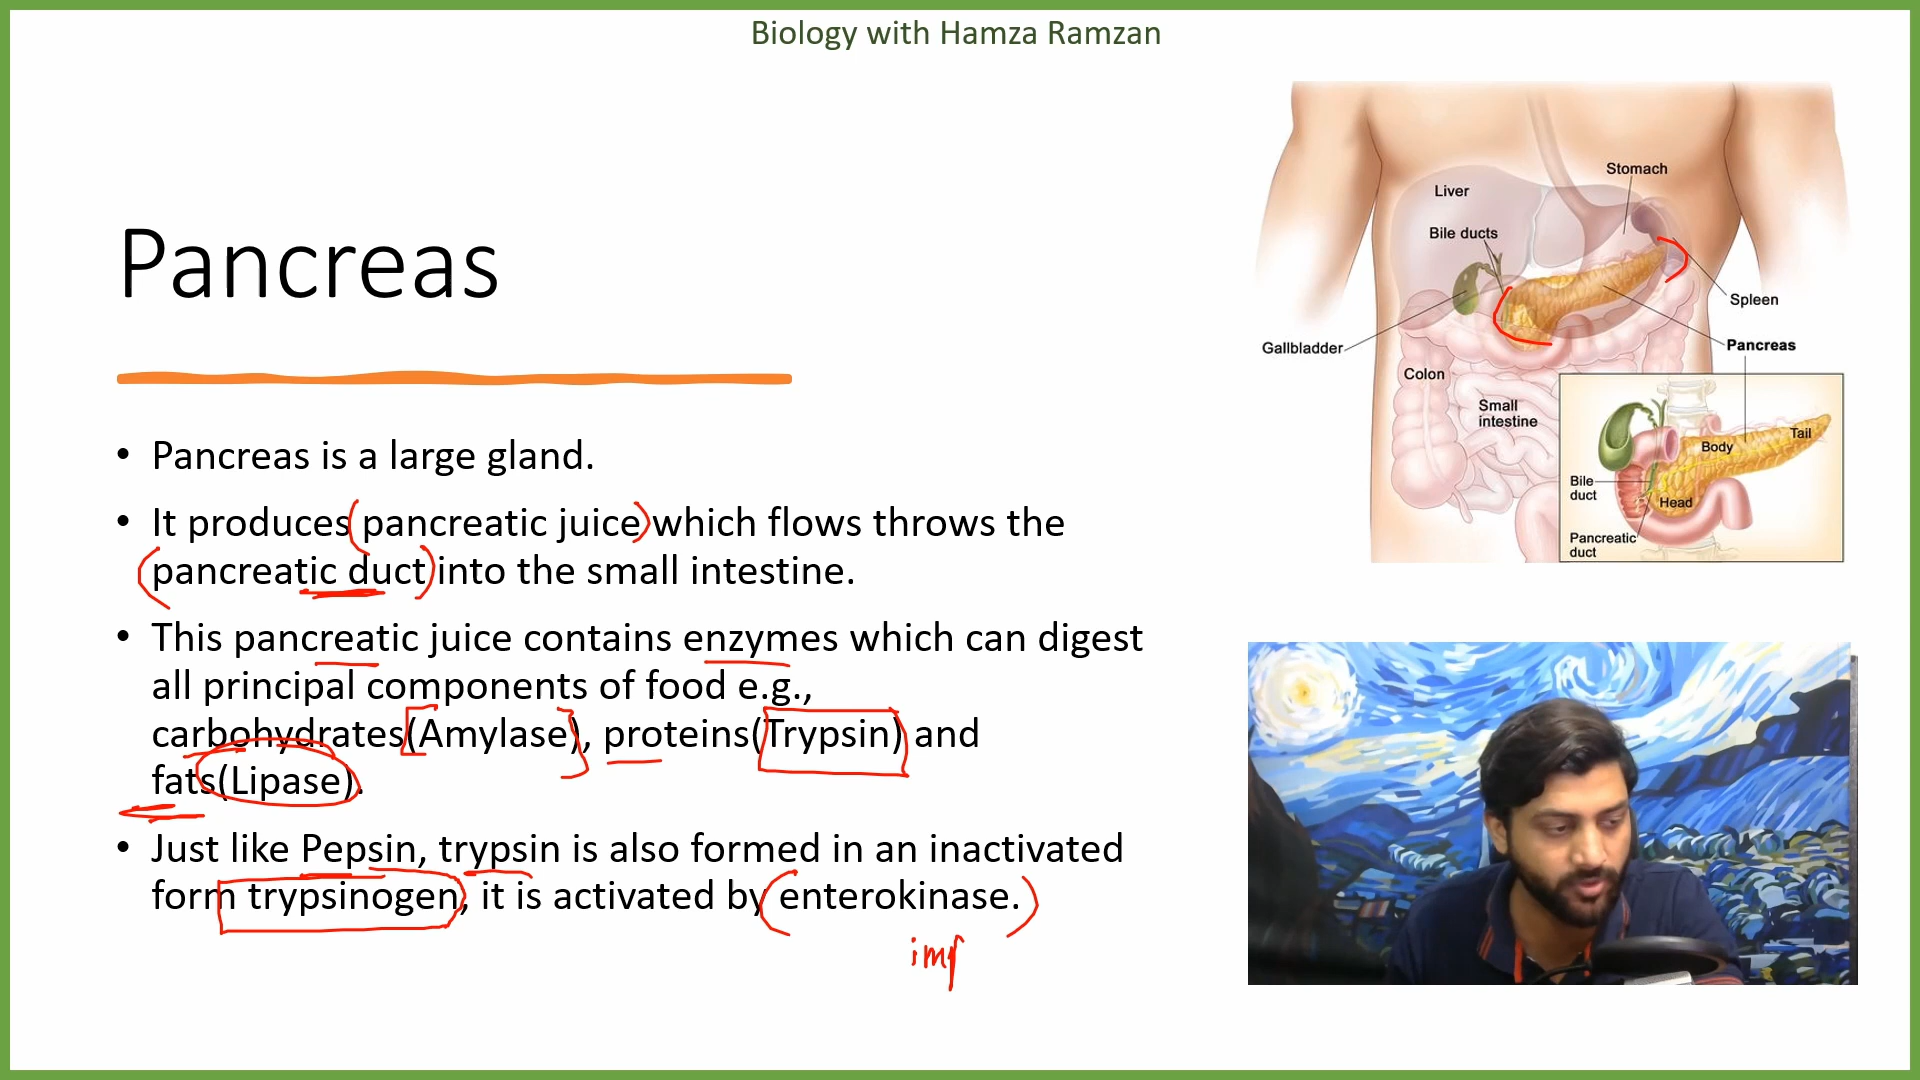 Biology with Hamza Ramzan
Pancreas
• Pancreas is a large gland.
• It produces pancreatic juice which flows throws the
pancreatic duct into the small intestine.
• This pancreatic juice contains enzymes which can digest
all principal components of food e.g.,
carbohydrates(Amylase), proteins(Trypsin) and
fats(Lipase).
• Just like Pepsin, trypsin is also formed in an inactivated
form trypsinogen, it is activated by enterokinase.
imp
Stomach
Liver
Bile ducts
Spleen
Gallbladder
Pancreas
Colon
Small
intestine
Tail
Body
Bile
duct
Head
Pancreatic
duct